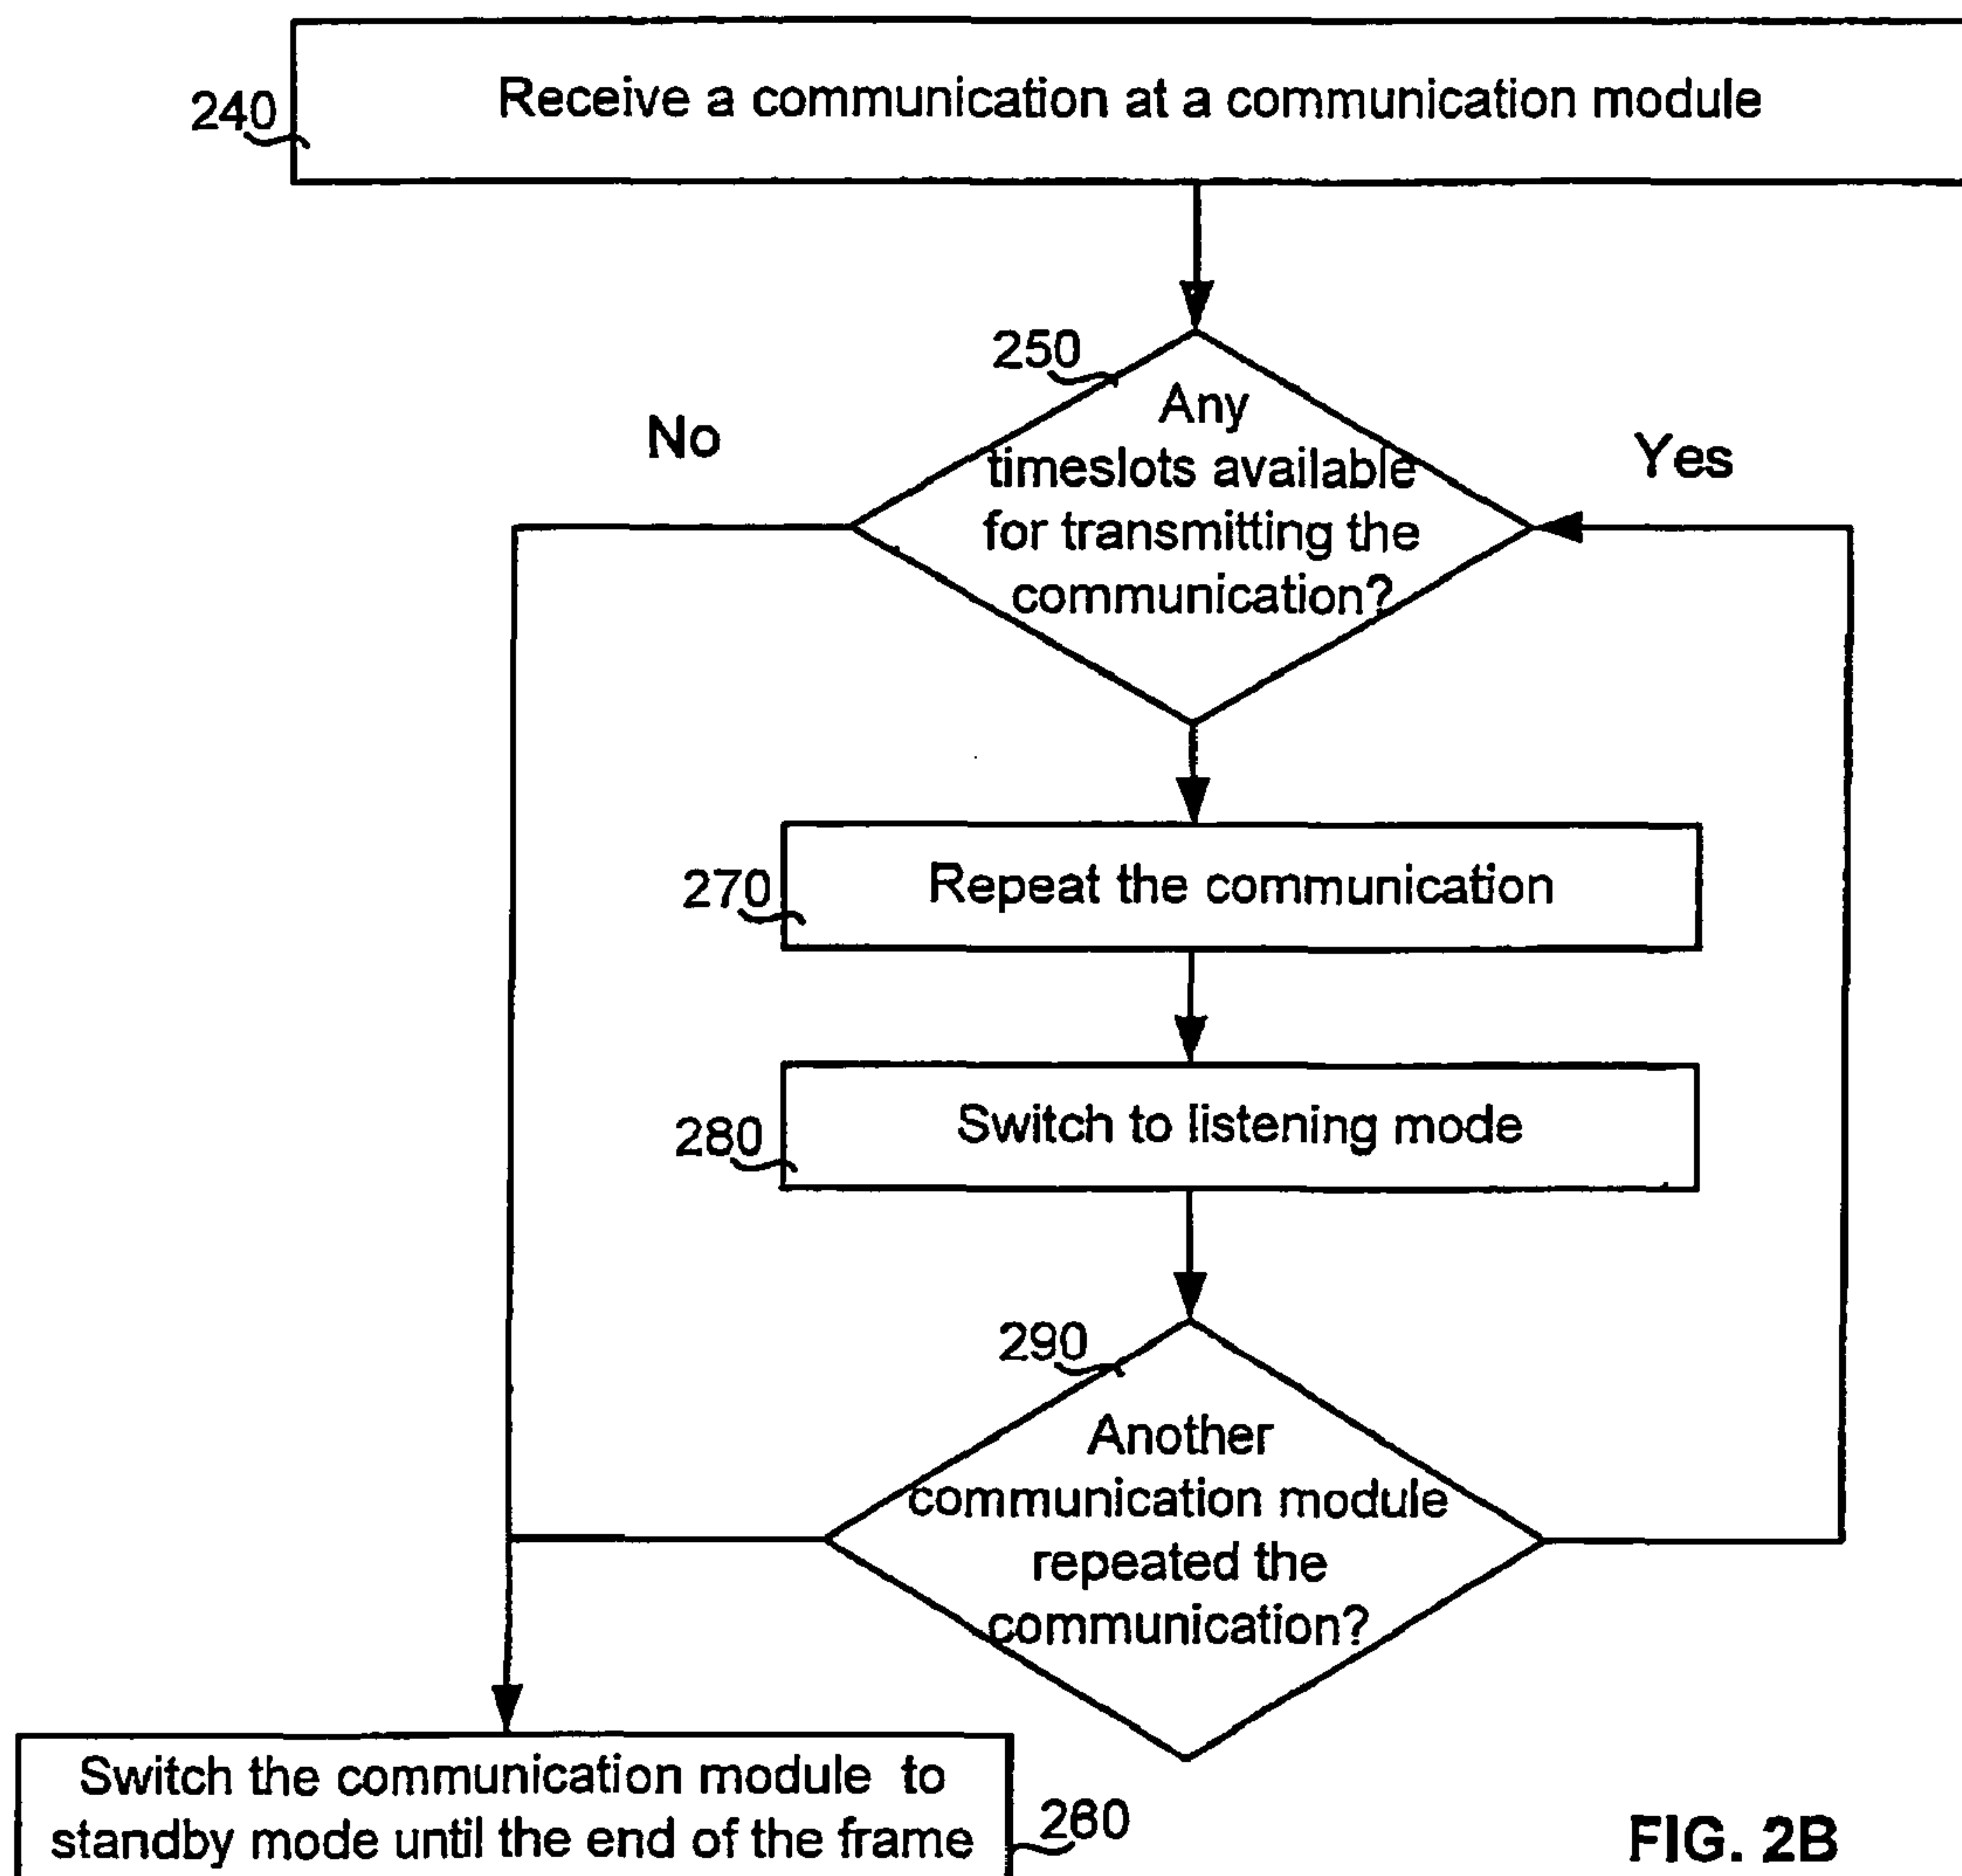 240
Receive a communication at a communication module
250
Any
timeslots available
for transmitting the
communication?
No
Yes
270
Repeat the communication
280
Switch to listening mode
290
Another
communication module
repeated the
communication?
Switch the communication module to
standby mode until the end of the frame
260
FIG. 2B